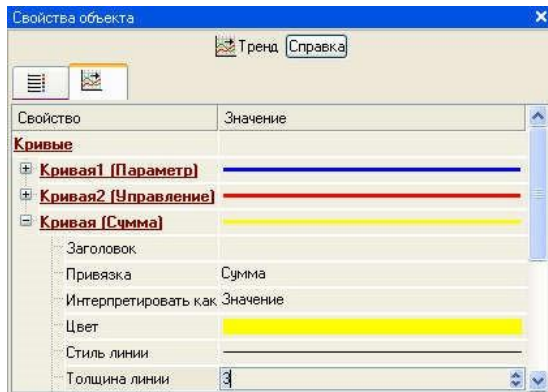 Свойства объекта
Тренд Справка
Свойство Значение
Кривые
Кривая1 (Параметр)
Кривая2 (Управление)
Кривая (Сумма)
Заголовок
Привязка Сумма
Интерпретировать как Значение
Цвет
Стиль линии
Толщина линии 3